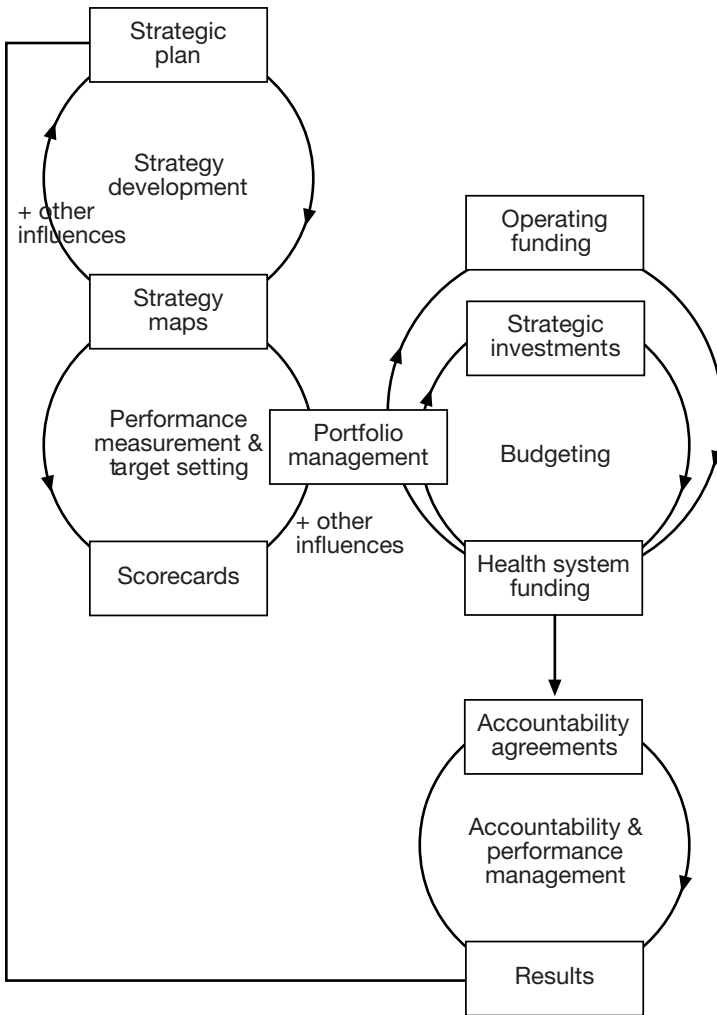 Strategic
plan
Strategy
development
+ other
influences
Strategy
maps
Performance
measurement &
target setting
Scorecards
Portfolio
management
+ other
influences
Operating
funding
Strategic
investments
Budgeting
Health system
funding
Accountability
agreements
Accountability &
performance
management
Results